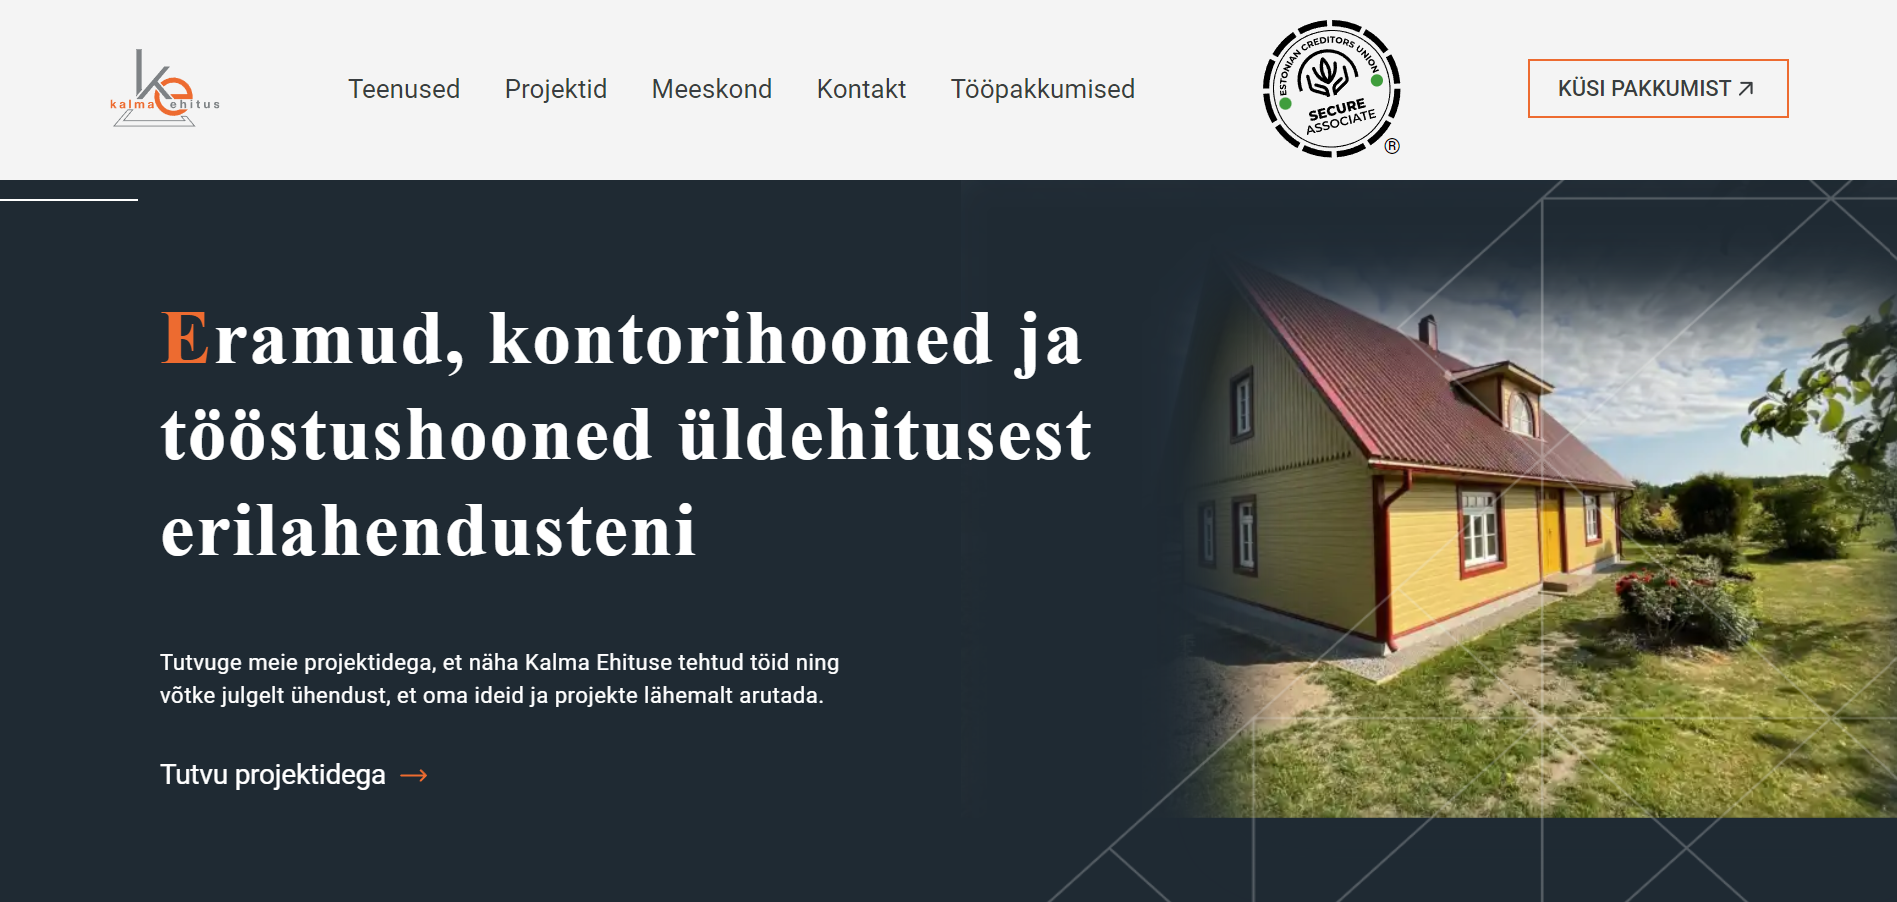 ke
kalma ehitus
Teenused
Projektid
Meeskond
Kontakt
Tööpakkumised
ESTONIAN CREDITORS UNION
SECURE
ASSOCIATE
®
KÜSI PAKKUMIST
Eramud, kontorihooned ja
tööstushooned üldehitusest
erilahendusteni
Tutvuge meie projektidega, et näha Kalma Ehituse tehtud töid ning
võtke julgelt ühendust, et oma ideid ja projekte lähemalt arutada.
Tutvu projektidega